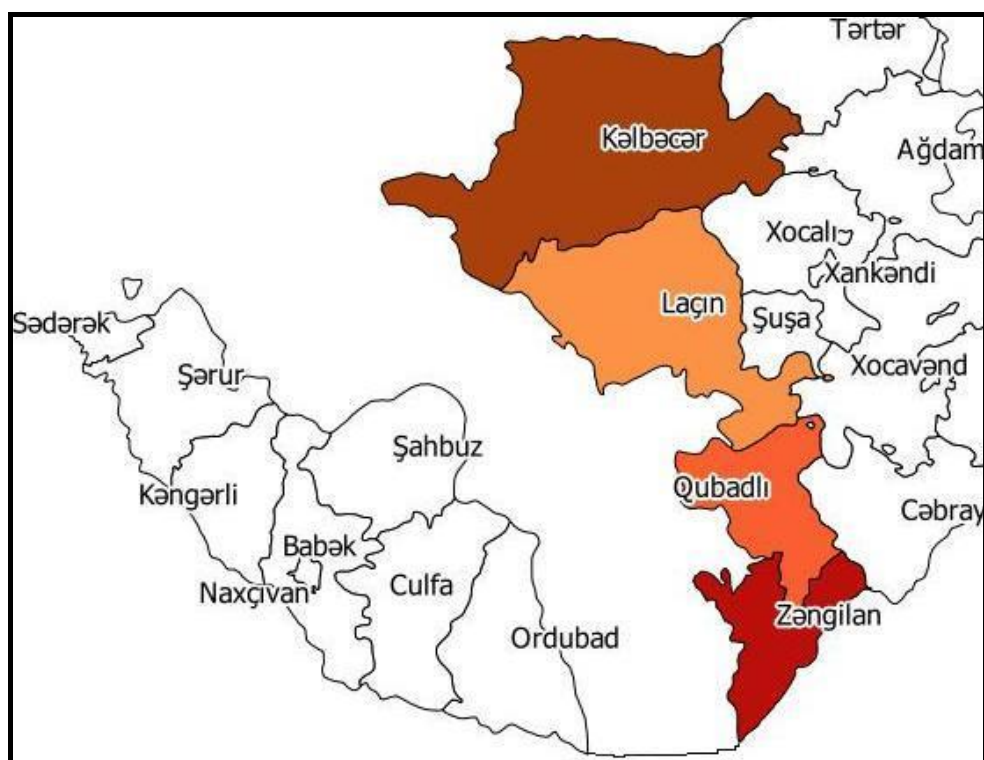 Tərtər
Kəlbəcər
Ağdam
Xocalı
Xankəndi
Laçın
Şuşa
Sədərək
Xocavənd
Şərur
Şahbuz
Qubadlı
Kəngərli
Cəbray
Babək
Culfa
Naxçıvan
Zəngilan
Ordubad